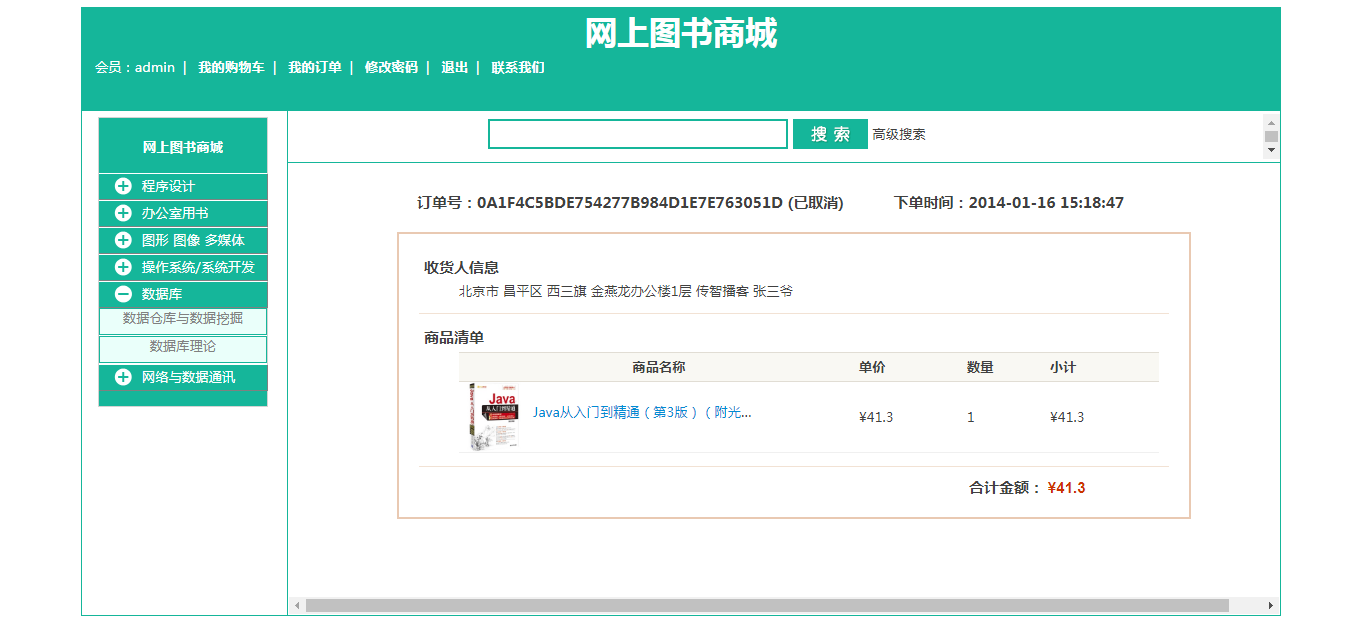 网上图书商城
会员：admin | 我的购物车 | 我的订单 | 修改密码 | 退出 | 联系我们
网上图书商城
程序设计
办公室用书
图形 图像 多媒体
操作系统/系统开发
数据库
数据仓库与数据挖掘
数据库理论
网络与数据通讯
搜 索 高级搜索
订单号：0A1F4C5BDE754277B984D1E7E763051D (已取消) 下单时间：2014-01-16 15:18:47
收货人信息
北京市 昌平区 西三旗 金燕龙办公楼1层 传智播客 张三爷
商品清单
商品名称 单价 数量 小计
Java
从入门到精通
Java从入门到精通（第3版）（附光... ¥41.3 1 ¥41.3
合计金额： ¥41.3